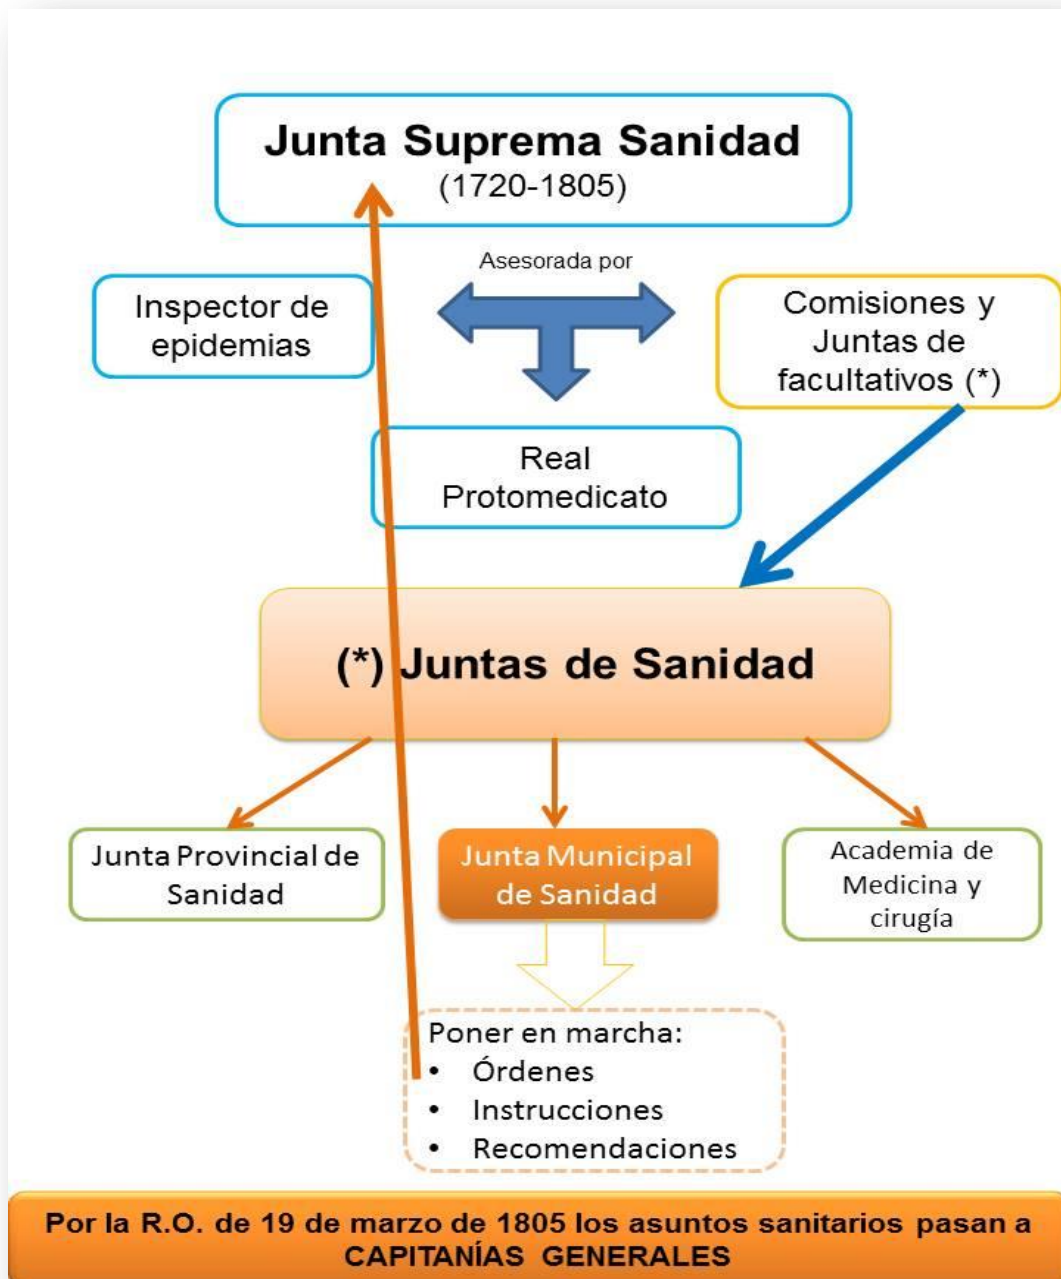 Junta Suprema Sanidad
(1720-1805)
Asesorada por
Inspector de
epidemias
Comisiones y
Juntas de
facultativos (*)
Real
Protomedicato
(*) Juntas de Sanidad
Junta Provincial de
Sanidad
Junta Municipal
de Sanidad
Academia de
Medicina y
cirugía
Poner en marcha:
• Órdenes
• Instrucciones
• Recomendaciones
Por la R.O. de 19 de marzo de 1805 los asuntos sanitarios pasan a
CAPITANÍAS GENERALES